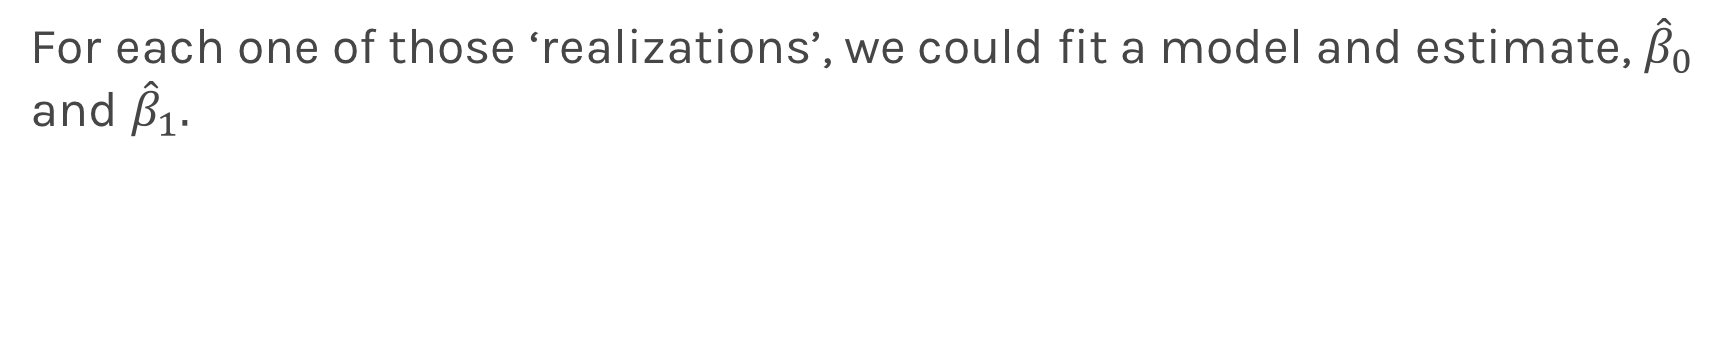 For each one of those ‘realizations’, we could fit a model and estimate, β̂₀
and β̂₁.